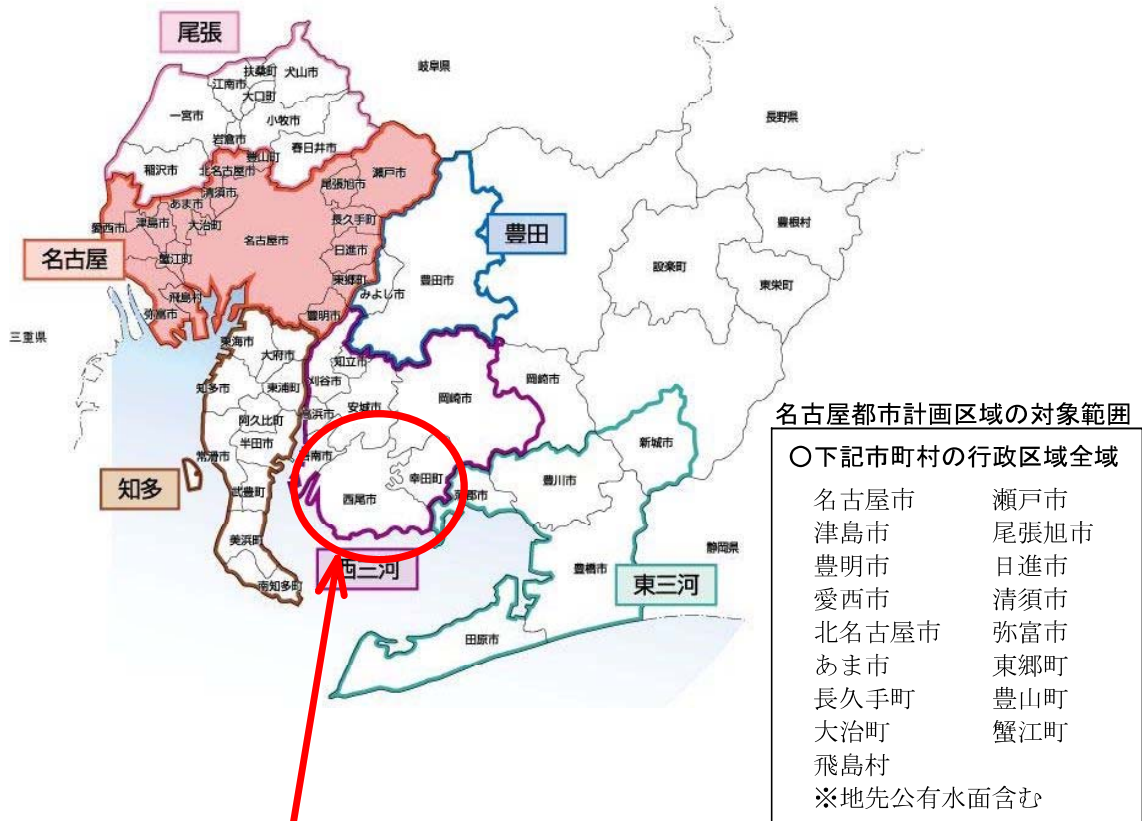 尾張
岐阜県
扶桑町
犬山市
江南市
大口町
一宮市
小牧市
長野県
岩倉市
春日井市
豊山町
稲沢市
北名古屋市
瀬戸市
尾張旭市
清須市
あま市
豊根村
愛西市
津島市
大治町
長久手町
名古屋市
豊田
設楽町
名古屋
日進市
蟹江町
東郷町
豊田市
東栄町
みよし市
飛島村
弥富市
豊明市
三重県
東海市
大府市
知立市
岡崎市
知多市
東浦町
刈谷市
岡崎市
安城市
高浜市
阿久比町
名古屋都市計画区域の対象範囲
半田市
新城市
常滑市
碧南市
幸田町
豊川市
知多
武豊町
西尾市
蒲郡市
美浜町
西三河
豊橋市
静岡県
南知多町
東三河
田原市
〇下記市町村の行政区域全域
名古屋市 瀬戸市
津島市 尾張旭市
豊明市 日進市
愛西市 清須市
北名古屋市 弥富市
あま市 東郷町
長久手町 豊山町
大治町 蟹江町
飛島村
※地先公有水面含む